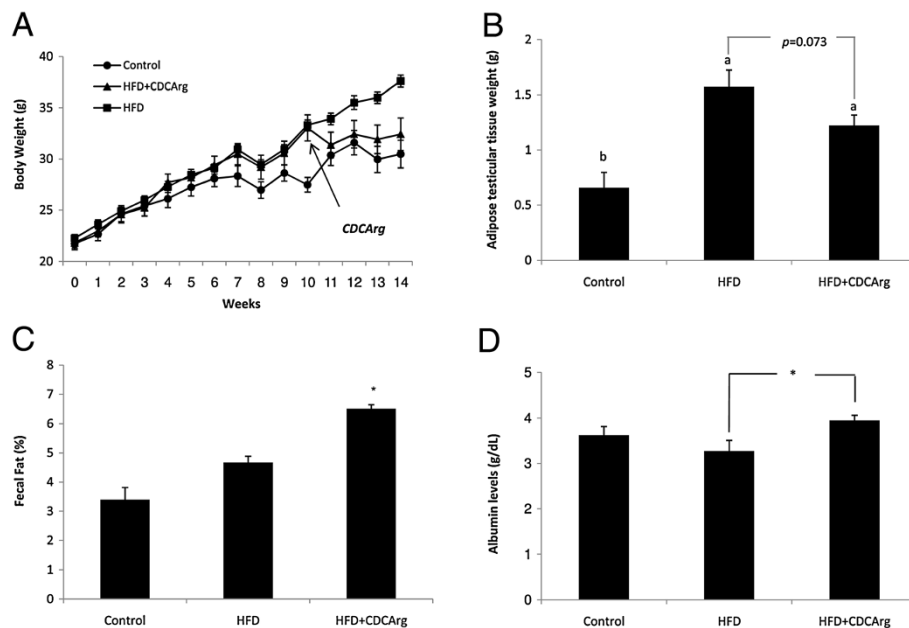 A
Body Weight (g)
40
35
30
25
20
Control
HFD+CDCArg
HFD
CDCArg
0 1 2 3 4 5 6 7 8 9 10 11 12 13 14
Weeks
B
Adipose testicular tissue weight (g)
2
1.5
1
0.5
0
p=0.073
b
a
a
Control HFD HFD+CDCArg
C
Fecal Fat (%)
8
7
6
5
4
3
2
1
0
*
Control HFD HFD+CDCArg
D
Albumin levels (g/dL)
5
4
3
2
1
0
*
Control HFD HFD+CDCArg